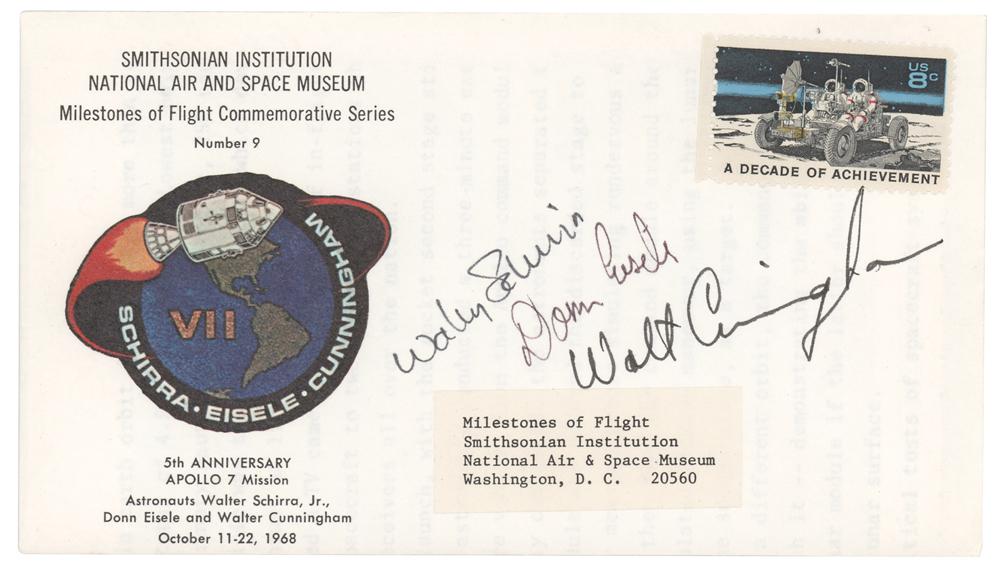 SMITHSONIAN INSTITUTION
NATIONAL AIR AND SPACE MUSEUM
Milestones of Flight Commemorative Series
Number 9
US
8c
A DECADE OF ACHIEVEMENT
VII
SCHIRRA • EISELE • CUNNINGHAM
Wally Schirra
Donn Eisele
Walt Cunningham
Milestones of Flight
Smithsonian Institution
National Air & Space Museum
Washington, D. C. 20560
5th ANNIVERSARY
APOLLO 7 Mission
Astronauts Walter Schirra, Jr.,
Donn Eisele and Walter Cunningham
October 11-22, 1968